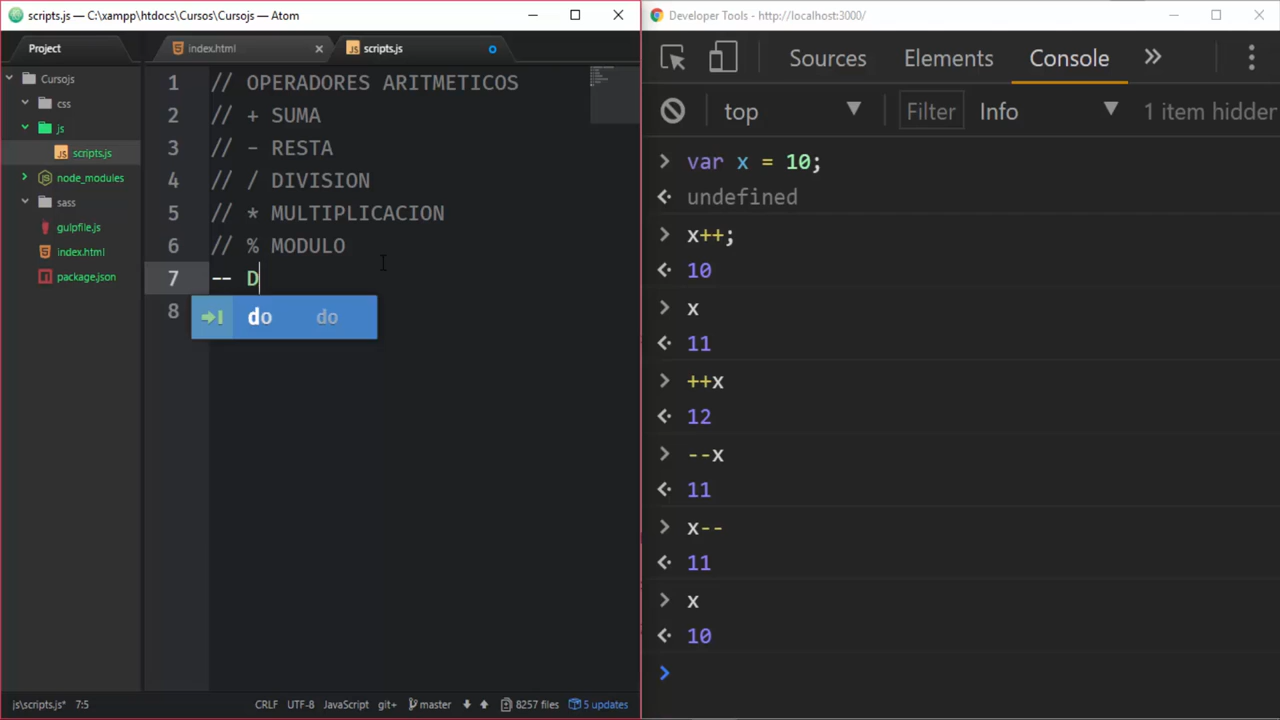 scripts.js — C:\xampp\htdocs\Cursos\Cursojs — Atom
Project
index.html
scripts.js
Cursojs
css
js
scripts.js
node_modules
sass
gulpfile.js
index.html
package.json
1 // OPERADORES ARITMETICOS
2 // + SUMA
3 // - RESTA
4 // / DIVISION
5 // * MULTIPLICACION
6 // % MODULO
7 -- D
do do
8
js\scripts.js* 7:5
CRLF UTF-8 JavaScript git+ master 8257 files 5 updates
Developer Tools - http://localhost:3000/
Sources Elements Console
top Filter Info 1 item hidden
var x = 10;
undefined
x++;
10
x
11
++x
12
--x
11
x--
11
x
10